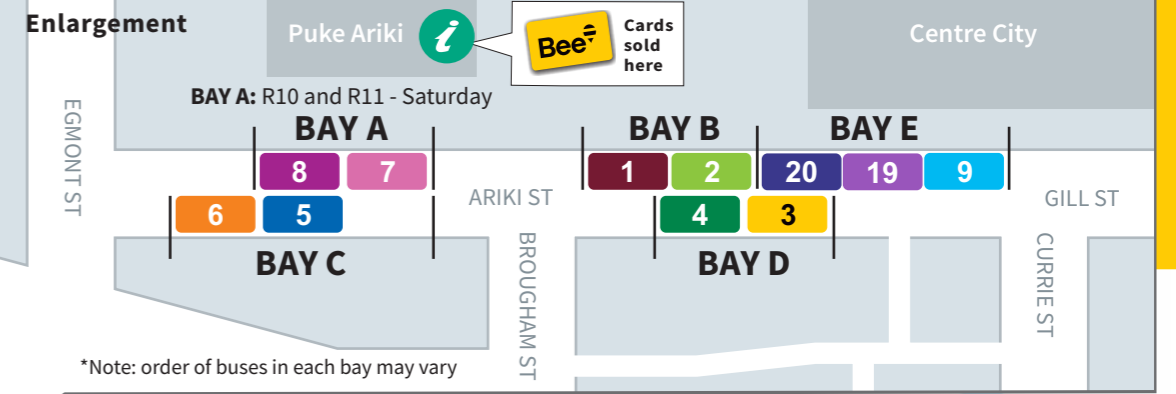 Enlargement
Puke Ariki
i
Bee
Cards
sold
here
Centre City
BAY A: R10 and R11 - Saturday
EGMONT ST
BAY A
BAY B
BAY E
8
7
1
2
20
19
9
ARIKI ST
GILL ST
6
5
4
3
BAY C
BROUGHAM ST
BAY D
CURRIE ST
*Note: order of buses in each bay may vary